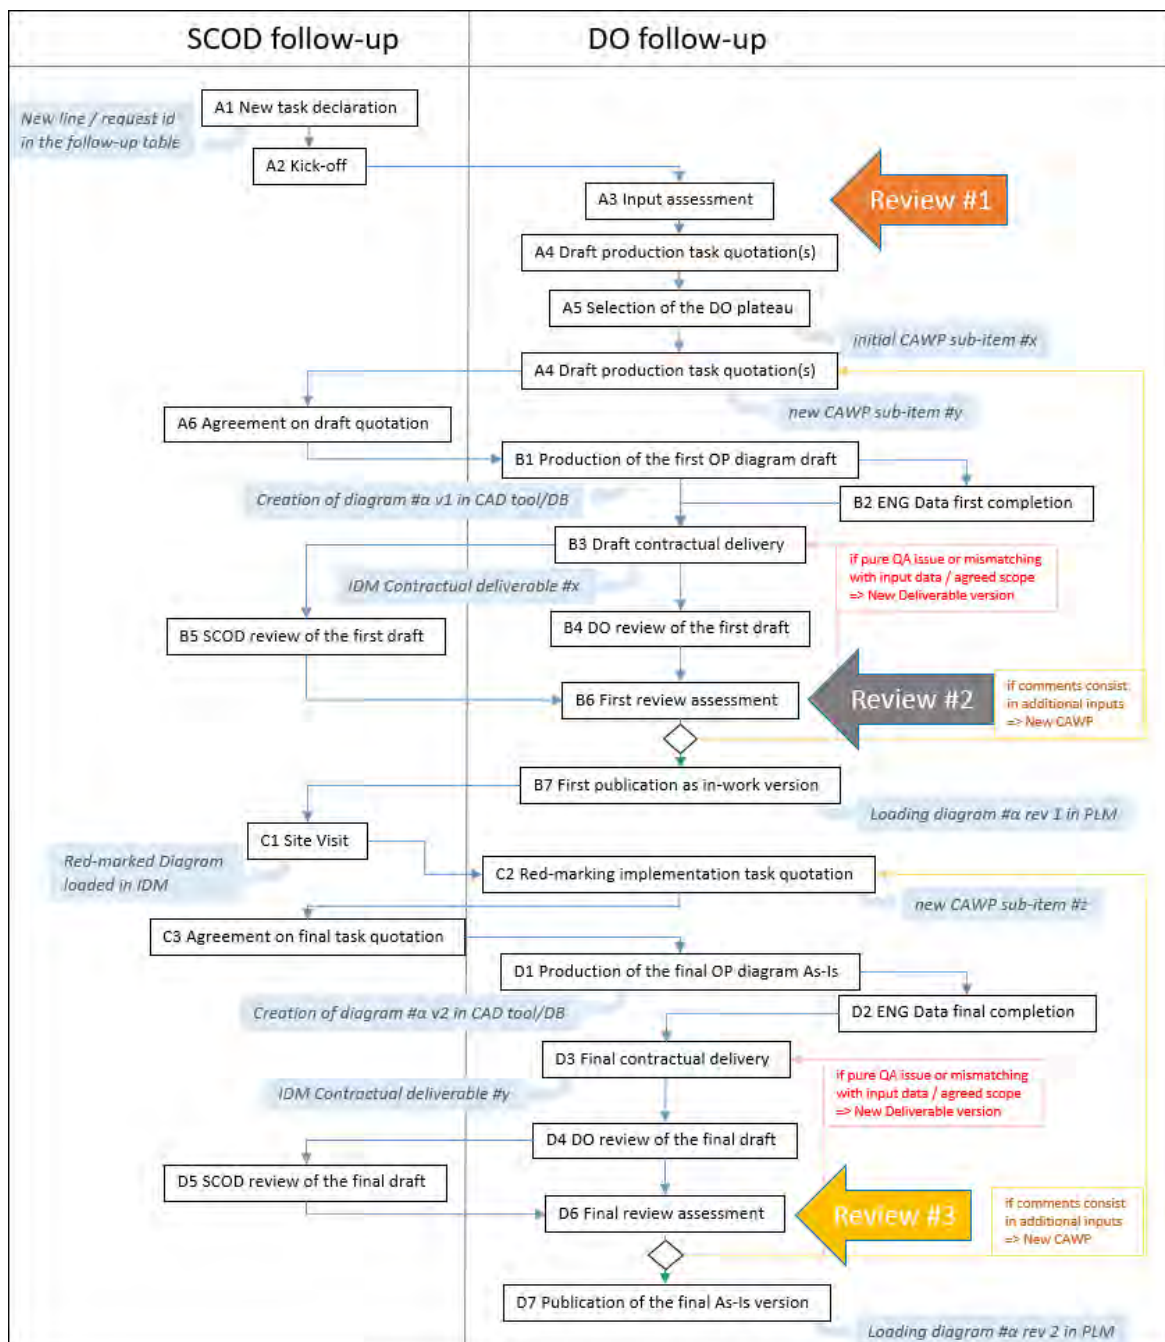 SCOD follow-up
DO follow-up
A1 New task declaration
New line / request id
in the follow-up table
A2 Kick-off
A3 Input assessment
Review #1
A4 Draft production task quotation(s)
A5 Selection of the DO plateau
initial CAWP sub-item #x
A4 Draft production task quotation(s)
new CAWP sub-item #y
A6 Agreement on draft quotation
B1 Production of the first OP diagram draft
Creation of diagram #α v1 in CAD tool/DB
B2 ENG Data first completion
B3 Draft contractual delivery
if pure QA issue or mismatching
with input data / agreed scope
=> New Deliverable version
IDM Contractual deliverable #x
B5 SCOD review of the first draft
B4 DO review of the first draft
B6 First review assessment
Review #2
if comments consist
in additional inputs
=> New CAWP
B7 First publication as in-work version
Loading diagram #α rev 1 in PLM
C1 Site Visit
Red-marked Diagram
loaded in IDM
C2 Red-marking implementation task quotation
new CAWP sub-item #z
C3 Agreement on final task quotation
D1 Production of the final OP diagram As-Is
Creation of diagram #α v2 in CAD tool/DB
D2 ENG Data final completion
D3 Final contractual delivery
if pure QA issue or mismatching
with input data / agreed scope
=> New Deliverable version
IDM Contractual deliverable #y
D4 DO review of the final draft
D5 SCOD review of the final draft
D6 Final review assessment
Review #3
if comments consist
in additional inputs
=> New CAWP
D7 Publication of the final As-Is version
Loading diagram #α rev 2 in PLM